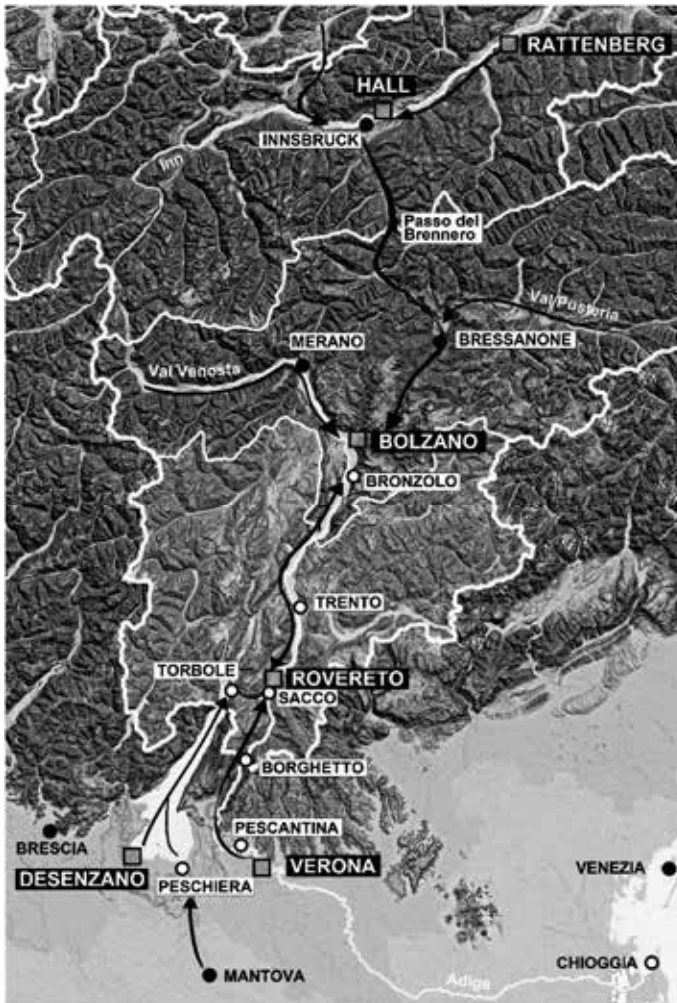 RATTENBERG
HALL
INNSBRUCK
Inn
Passo del
Brennero
Val Pusteria
BRESSANONE
MERANO
Val Venosta
BOLZANO
BRONZOLO
TRENTO
TORBOLE
ROVERETO
SACCO
BORGHETTO
BRESCIA
PESCANTINA
DESENZANO
VERONA
PESCHIERA
VENEZIA
MANTOVA
CHIOGGIA
Adige